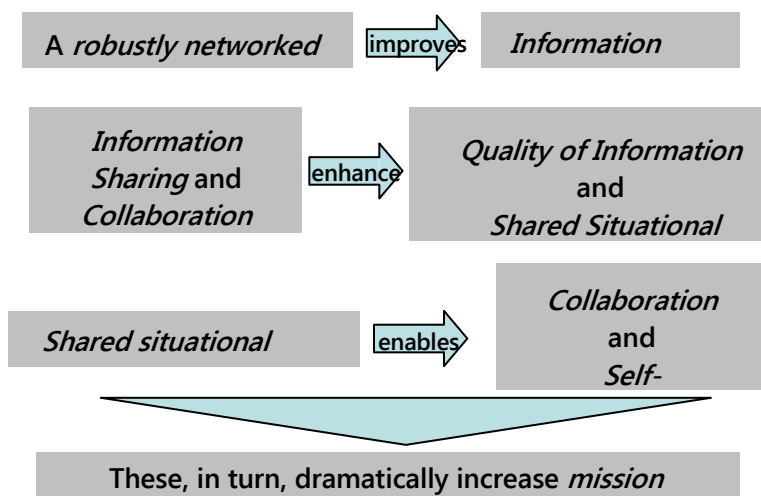 A robustly networked
improves
Information
Information
Sharing and
Collaboration
enhance
Quality of Information
and
Shared Situational
Shared situational
enables
Collaboration
and
Self-
These, in turn, dramatically increase mission